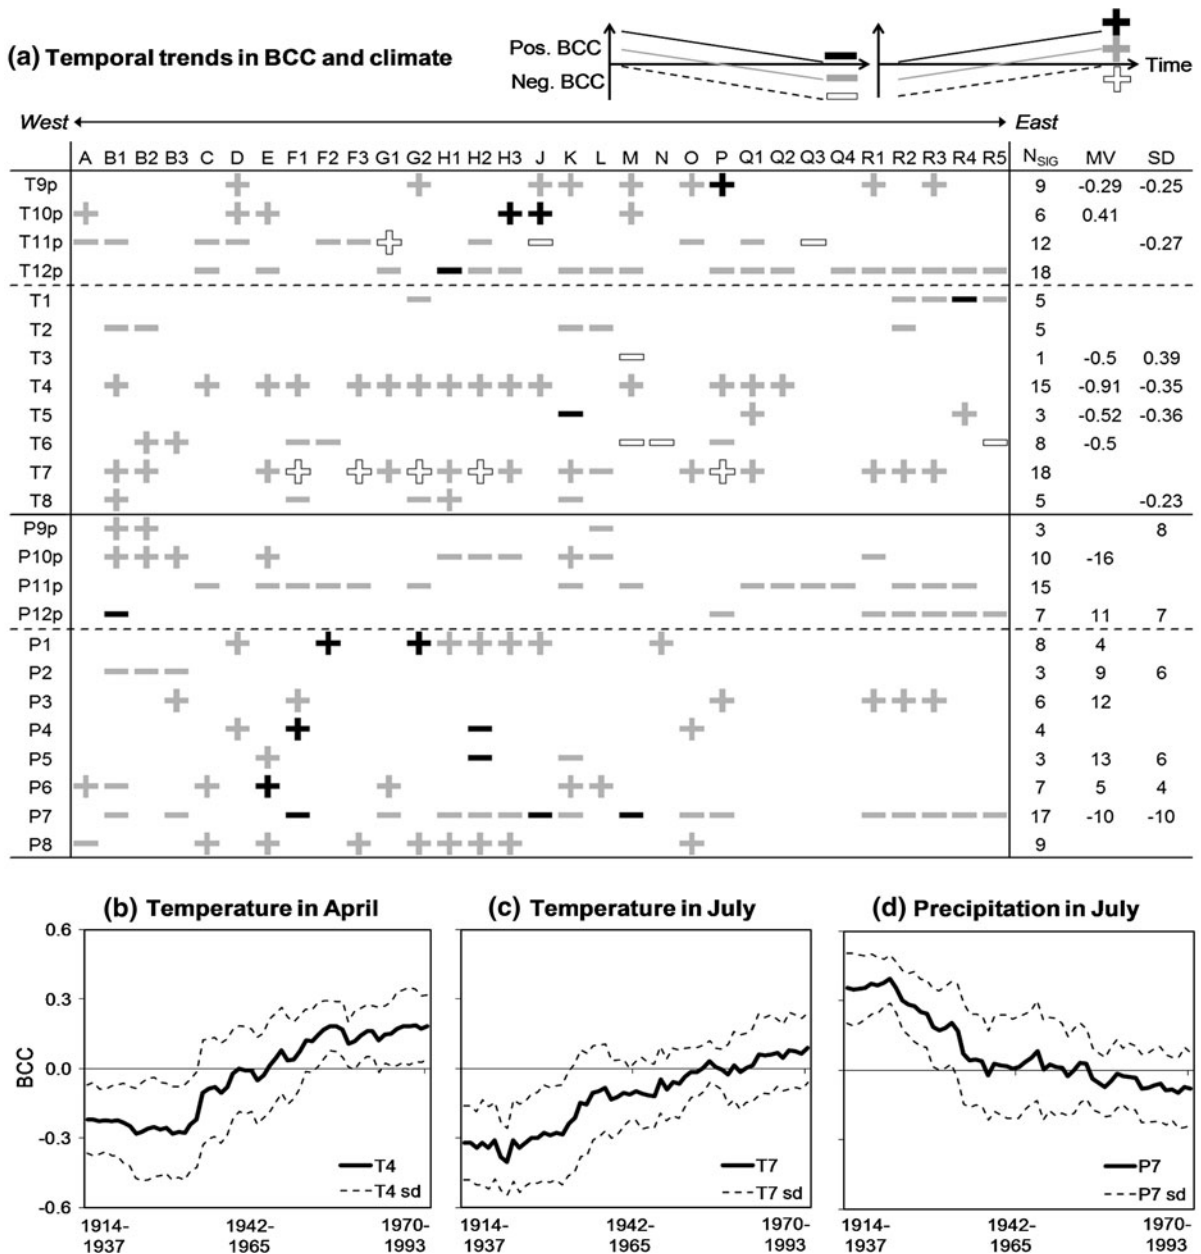 (a) Temporal trends in BCC and climate
Pos. BCC
Neg. BCC
Time
West East
A B1 B2 B3 C D E F1 F2 F3 G1 G2 H1 H2 H3 J K L M N O P Q1 Q2 Q3 Q4 R1 R2 R3 R4 R5 NSIG MV SD
T9p 9 -0.29 -0.25
T10p 6 0.41
T11p 12 -0.27
T12p 18
T1 5
T2 5
T3 1 -0.5 0.39
T4 15 -0.91 -0.35
T5 3 -0.52 -0.36
T6 8 -0.5
T7 18
T8 5 -0.23
P9p 3 8
P10p 10 -16
P11p 15
P12p 7 11 7
P1 8 4
P2 3 9 6
P3 6 12
P4 4
P5 3 13 6
P6 7 5 4
P7 17 -10 -10
P8 9
(b) Temperature in April (c) Temperature in July (d) Precipitation in July
0.6
0.3
0.0
-0.3
-0.6
BCC
T4 T7 P7
T4 sd T7 sd P7 sd
1914- 1942- 1970- 1914- 1942- 1970- 1914- 1942- 1970-
1937 1965 1993 1937 1965 1993 1937 1965 1993